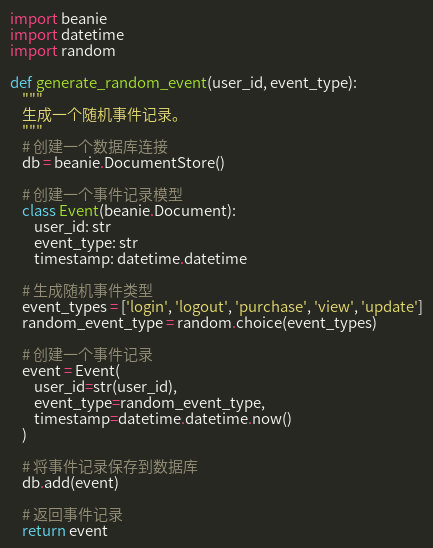 import beanie
import datetime
import random
def generate_random_event(user_id, event_type):
    """
    生成一个随机事件记录。
    """
    # 创建一个数据库连接
    db = beanie.DocumentStore()
    # 创建一个事件记录模型
    class Event(beanie.Document):
        user_id: str
        event_type: str
        timestamp: datetime.datetime
    # 生成随机事件类型
    event_types = ['login', 'logout', 'purchase', 'view', 'update']
    random_event_type = random.choice(event_types)
    # 创建一个事件记录
    event = Event(
        user_id=str(user_id),
        event_type=random_event_type,
        timestamp=datetime.datetime.now()
    )
    # 将事件记录保存到数据库
    db.add(event)
    # 返回事件记录
    return event